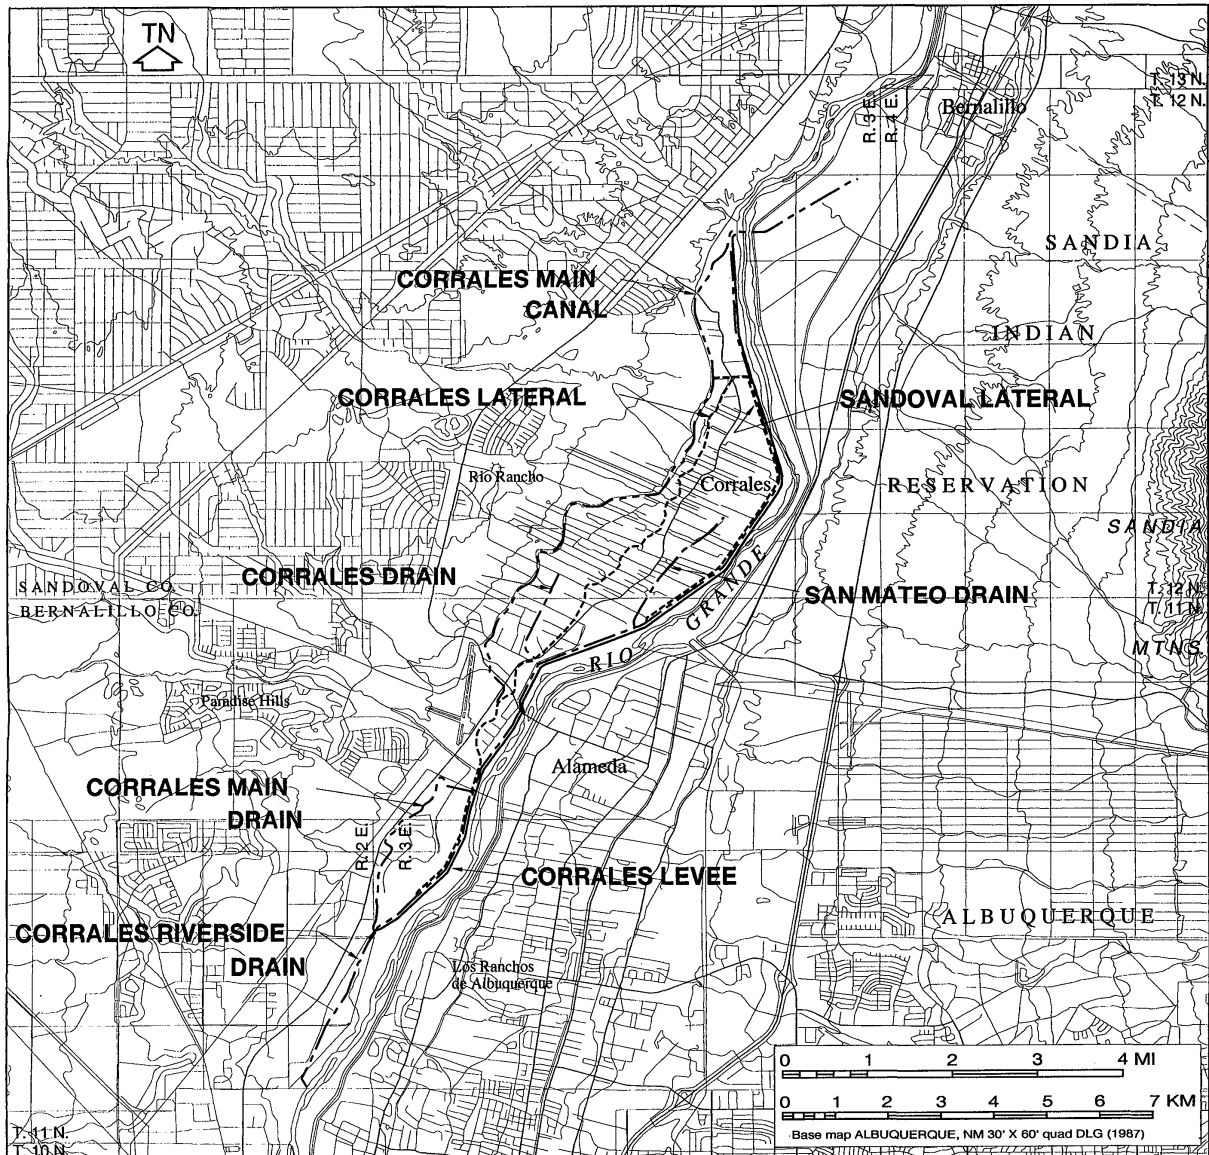 TN
T. 13 N.
T. 12 N.
R. 3 E.
R. 4 E.
Bernalillo
SANDIA
CORRALES MAIN
CANAL
INDIAN
CORRALES LATERAL
SANDOVAL LATERAL
Rio Rancho
Corrales
RESERVATION
SANDIA
CORRALES DRAIN
SANDOVAL CO.
BERNALILLO CO.
RIO GRANDE
SAN MATEO DRAIN
T. 12 N.
T. 11 N.
MTNS.
Paradise Hills
Alameda
CORRALES MAIN
DRAIN
R. 2 E.
R. 3 E.
CORRALES LEVEE
ALBUQUERQUE
CORRALES RIVERSIDE
DRAIN
Los Ranchos
de Albuquerque
0 1 2 3 4 MI
0 1 2 3 4 5 6 7 KM
Base map ALBUQUERQUE, NM 30' X 60' quad DLG (1987)
T. 11 N.
T. 10 N.